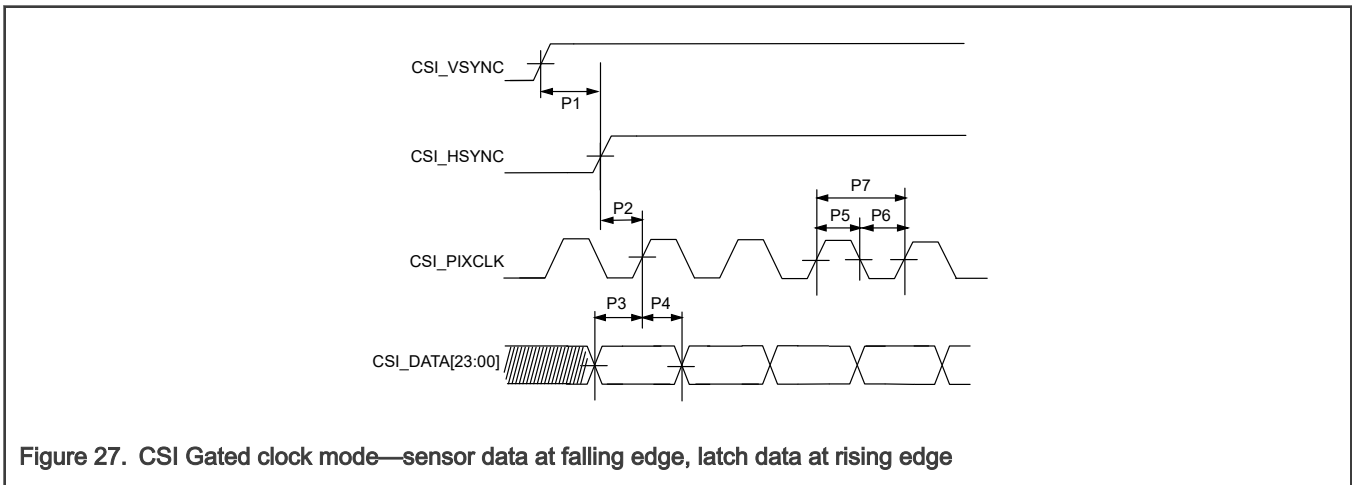 CSI_VSYNC
P1
CSI_HSYNC
P7
P2
P5
P6
CSI_PIXCLK
P3
P4
CSI_DATA[23:00]
Figure 27. CSI Gated clock mode—sensor data at falling edge, latch data at rising edge